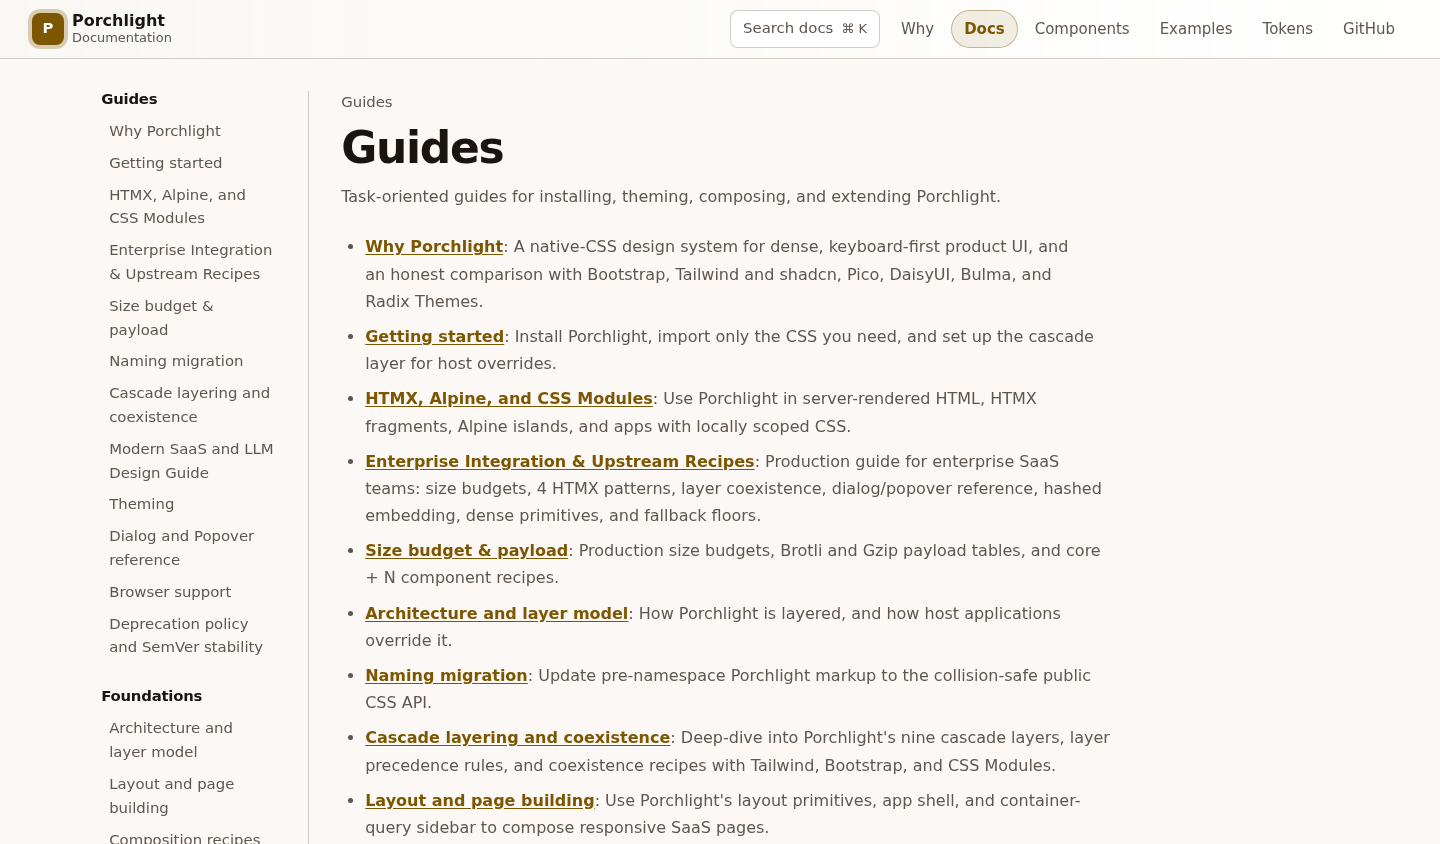 P
Porchlight
Documentation
Search docs ⌘ K
Why
Docs
Components
Examples
Tokens
GitHub
Guides
Why Porchlight
Getting started
HTMX, Alpine, and
CSS Modules
Enterprise Integration
& Upstream Recipes
Size budget &
payload
Naming migration
Cascade layering and
coexistence
Modern SaaS and LLM
Design Guide
Theming
Dialog and Popover
reference
Browser support
Deprecation policy
and SemVer stability
Foundations
Architecture and
layer model
Layout and page
building
Composition recipes
Guides
Guides
Task-oriented guides for installing, theming, composing, and extending Porchlight.
• Why Porchlight: A native-CSS design system for dense, keyboard-first product UI, and
an honest comparison with Bootstrap, Tailwind and shadcn, Pico, DaisyUI, Bulma, and
Radix Themes.
• Getting started: Install Porchlight, import only the CSS you need, and set up the cascade
layer for host overrides.
• HTMX, Alpine, and CSS Modules: Use Porchlight in server-rendered HTML, HTMX
fragments, Alpine islands, and apps with locally scoped CSS.
• Enterprise Integration & Upstream Recipes: Production guide for enterprise SaaS
teams: size budgets, 4 HTMX patterns, layer coexistence, dialog/popover reference, hashed
embedding, dense primitives, and fallback floors.
• Size budget & payload: Production size budgets, Brotli and Gzip payload tables, and core
+ N component recipes.
• Architecture and layer model: How Porchlight is layered, and how host applications
override it.
• Naming migration: Update pre-namespace Porchlight markup to the collision-safe public
CSS API.
• Cascade layering and coexistence: Deep-dive into Porchlight's nine cascade layers, layer
precedence rules, and coexistence recipes with Tailwind, Bootstrap, and CSS Modules.
• Layout and page building: Use Porchlight's layout primitives, app shell, and container-
query sidebar to compose responsive SaaS pages.